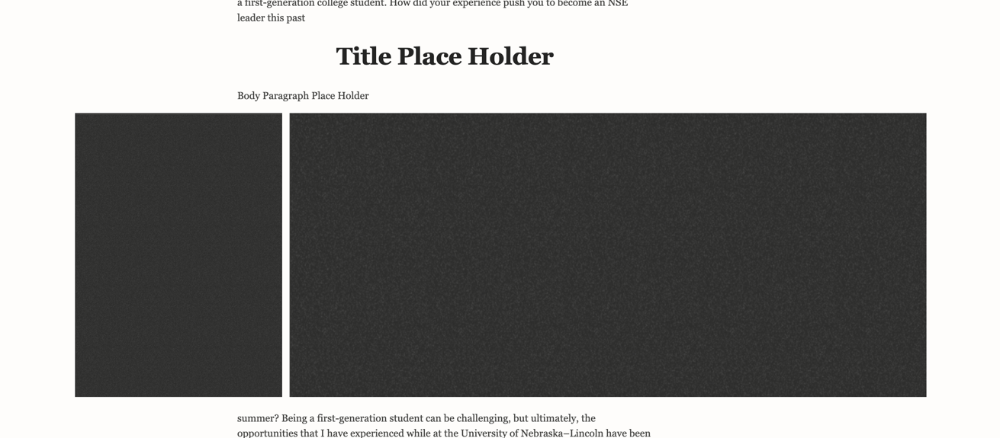 a first-generation college student. How did your experience push you to become an NSE
leader this past
Title Place Holder
Body Paragraph Place Holder
summer? Being a first-generation student can be challenging, but ultimately, the
opportunities that I have experienced while at the University of Nebraska–Lincoln have been